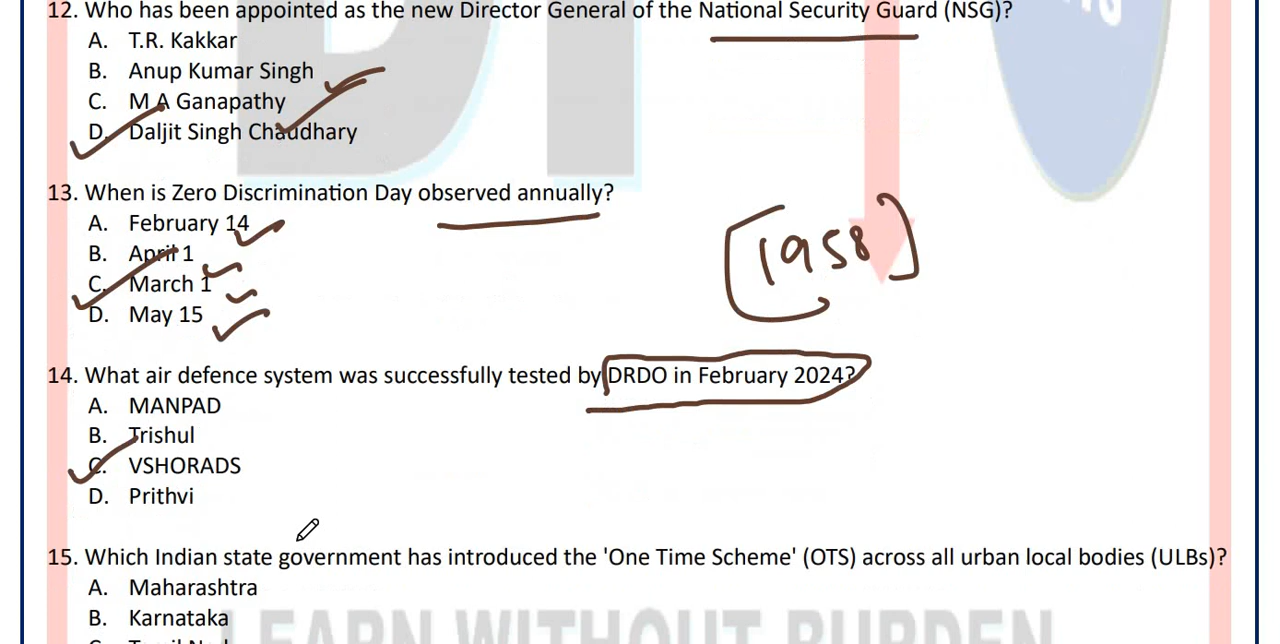 12. Who has been appointed as the new Director General of the National Security Guard (NSG)?
A. T.R. Kakkar
B. Anup Kumar Singh
C. M A Ganapathy
D. Daljit Singh Chaudhary
13. When is Zero Discrimination Day observed annually?
A. February 14
B. April 1
C. March 1
D. May 15
1958
14. What air defence system was successfully tested by DRDO in February 2024?
A. MANPAD
B. Trishul
C. VSHORADS
D. Prithvi
15. Which Indian state government has introduced the 'One Time Scheme' (OTS) across all urban local bodies (ULBs)?
A. Maharashtra
B. Karnataka
LEARN WITHOUT BURDEN